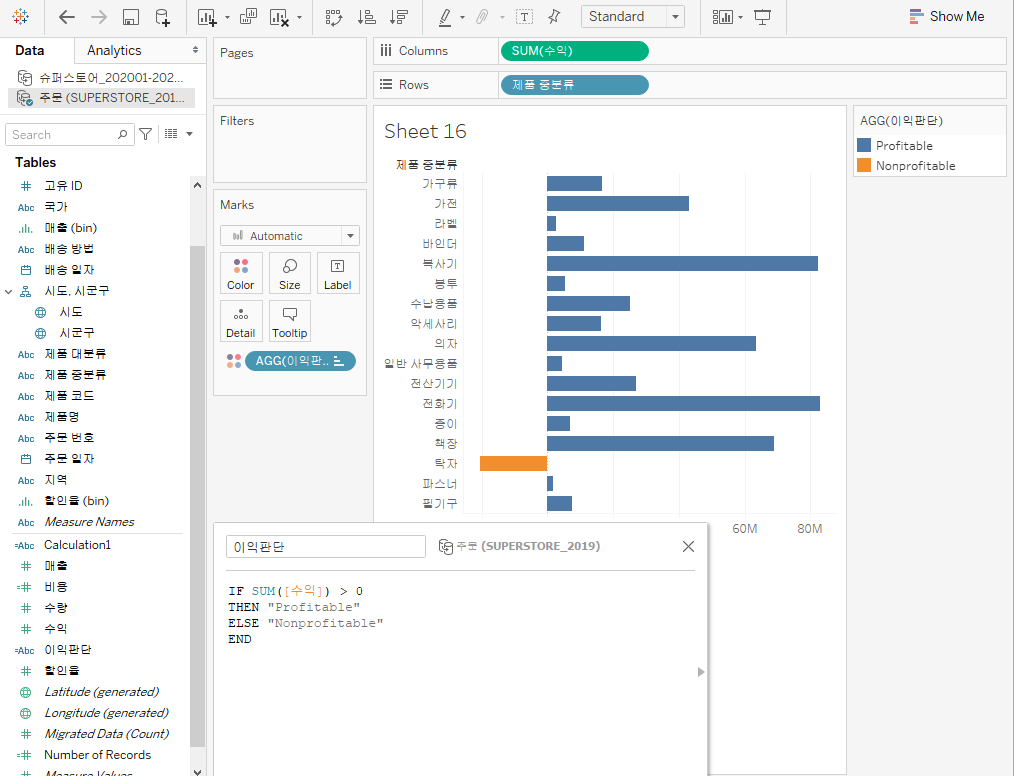 Standard
Show Me
Data
Analytics
슈퍼스토어_202001-202...
주문 (SUPERSTORE_201...
Search
Tables
고유 ID
Abc 국가
매출 (bin)
Abc 배송 방법
배송 일자
시도, 시군구
시도
시군구
Abc 제품 대분류
Abc 제품 중분류
Abc 제품 코드
Abc 제품명
Abc 주문 번호
주문 일자
Abc 지역
할인율 (bin)
Abc Measure Names
=Abc Calculation1
매출
비용
수량
수익
=Abc 이익판단
할인율
Latitude (generated)
Longitude (generated)
Migrated Data (Count)
Number of Records
Measure Values
Pages
Filters
Marks
Automatic
Color
Size
Label
Detail
Tooltip
AGG(이익판..
Columns
SUM(수익)
Rows
제품 중분류
Sheet 16
제품 중분류
가구류
가전
라벨
바인더
복사기
봉투
수납용품
악세사리
의자
일반 사무용품
전산기기
전화기
종이
책장
탁자
파스너
필기구
60M
80M
AGG(이익판단)
Profitable
Nonprofitable
이익판단
주문 (SUPERSTORE_2019)
IF SUM([수익]) > 0
THEN "Profitable"
ELSE "Nonprofitable"
END